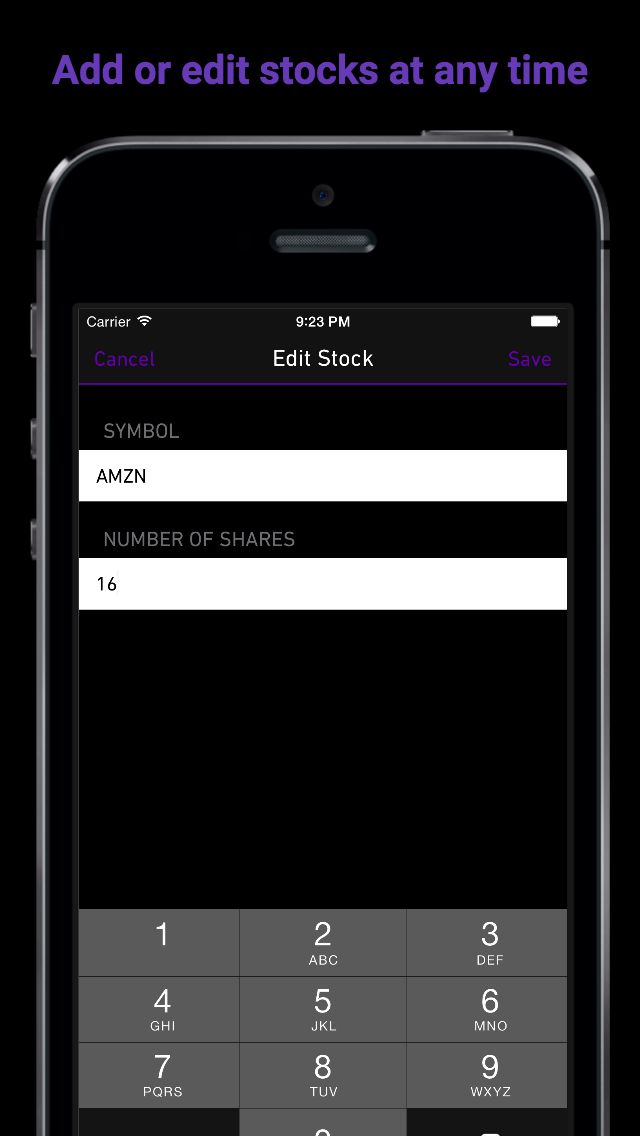 Add or edit stocks at any time
Carrier 9:23 PM
Cancel Edit Stock Save
SYMBOL
AMZN
NUMBER OF SHARES
16
1 2 3
ABC DEF
4 5 6
GHI JKL MNO
7 8 9
PQRS TUV WXYZ